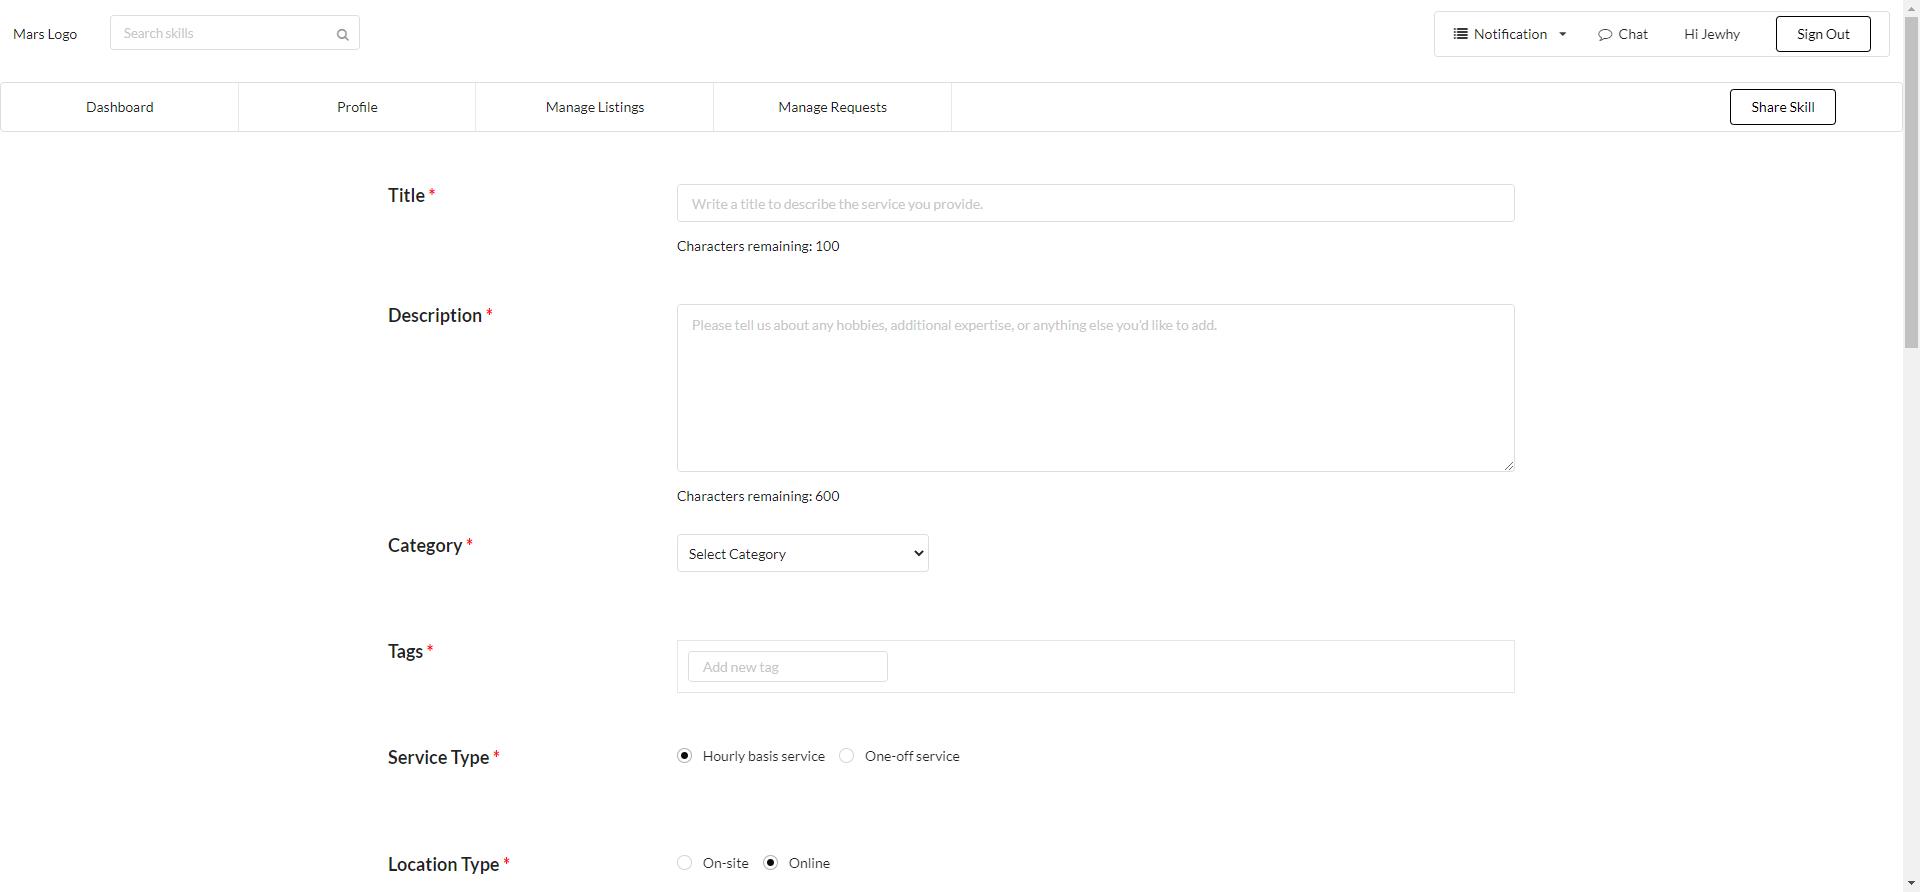 Mars Logo
Search skills
Notification
Chat
Hi Jewhy
Sign Out
Dashboard
Profile
Manage Listings
Manage Requests
Share Skill
Title *
Write a title to describe the service you provide.
Characters remaining: 100
Description *
Please tell us about any hobbies, additional expertise, or anything else you'd like to add.
Characters remaining: 600
Category *
Select Category
Tags *
Add new tag
Service Type *
Hourly basis service
One-off service
Location Type *
On-site
Online